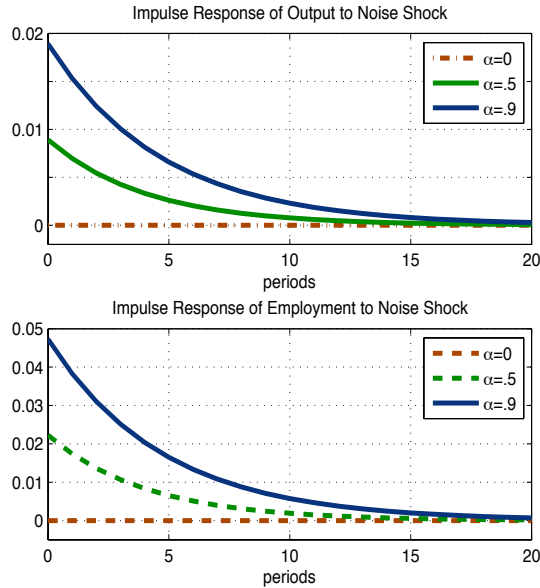 Impulse Response of Output to Noise Shock
0.02
0.01
0
α=0
α=.5
α=.9
0 5 10 15 20
periods
Impulse Response of Employment to Noise Shock
0.05
0.04
0.03
0.02
0.01
0
α=0
α=.5
α=.9
0 5 10 15 20
periods